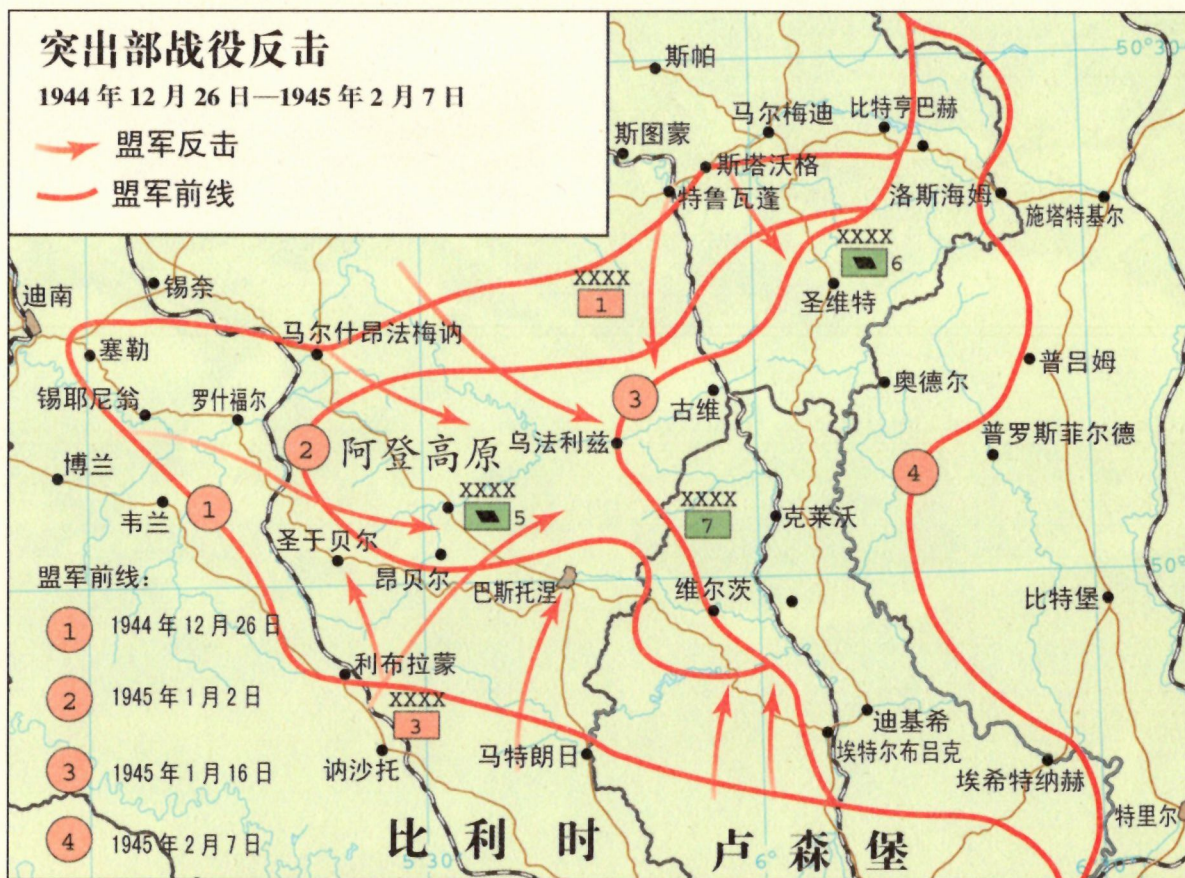 突出部战役反击
1944年12月26日—1945年2月7日
盟军反击
盟军前线
50°30
斯帕
马尔梅迪
比特亨巴赫
斯图蒙
斯塔沃格
特鲁瓦蓬
洛斯海姆
施塔特基尔
XXXX
6
圣维特
XXXX
1
锡奈
迪南
马尔什昂法梅讷
塞勒
锡耶尼翁
罗什福尔
3
古维
奥德尔
普吕姆
2
阿登高原
乌法利兹
普罗斯菲尔德
4
博兰
韦兰
1
XXXX
5
XXXX
7
克莱沃
圣于贝尔
昂贝尔
巴斯托涅
维尔茨
50°
比特堡
盟军前线：
1
1944年12月26日
2
1945年1月2日
3
1945年1月16日
4
1945年2月7日
利布拉蒙
XXXX
3
讷沙托
马特朗日
迪基希
埃特尔布吕克
埃希特纳赫
特里尔
比利时
卢森堡
5°30
6°
6°30